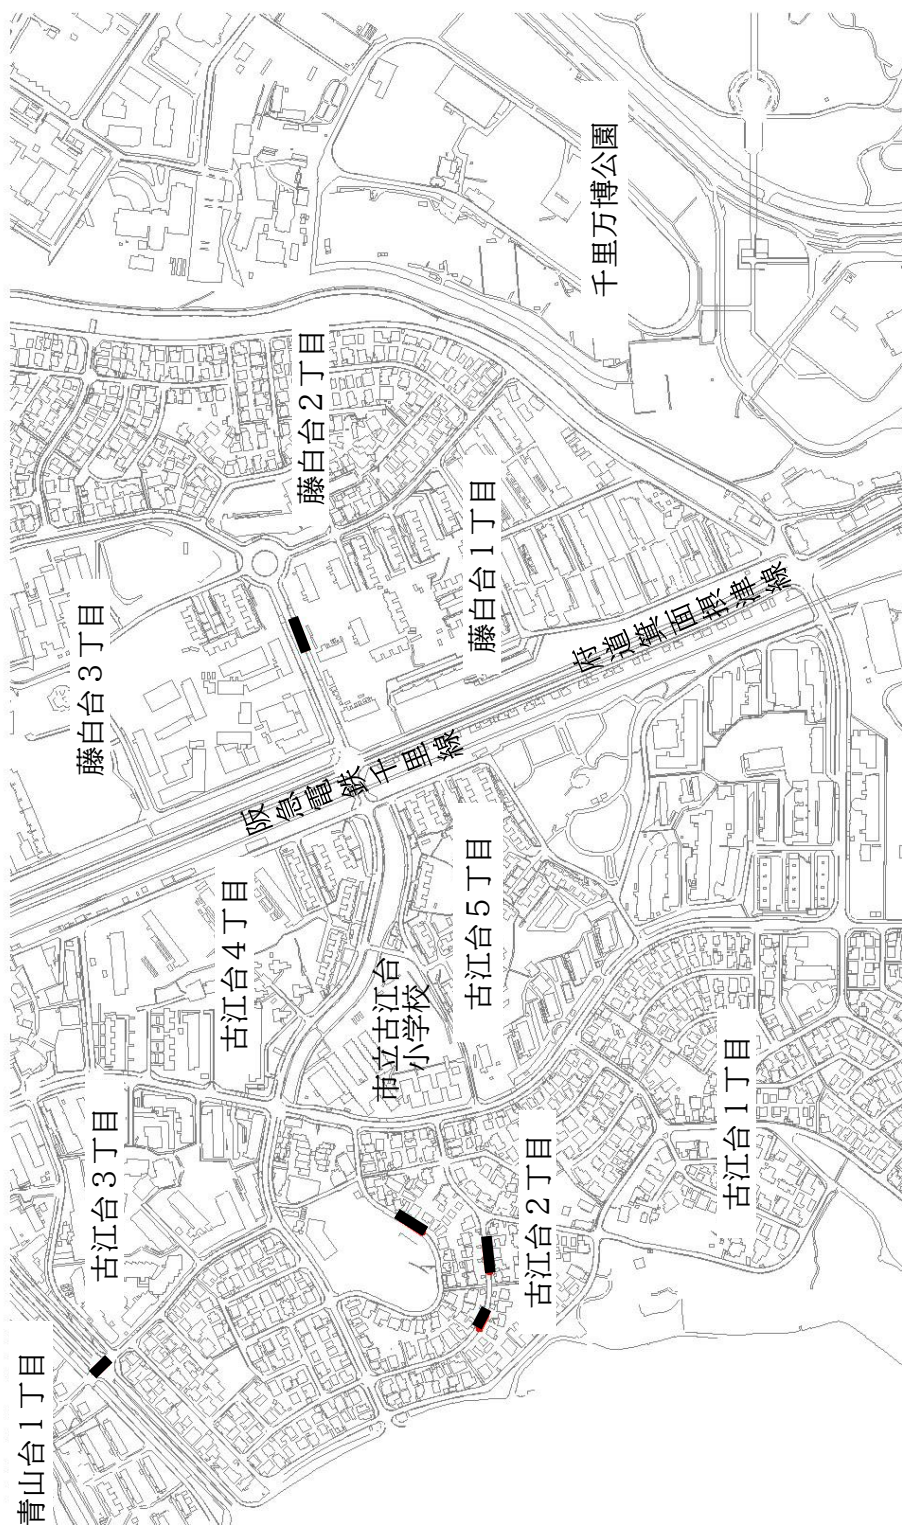 千里万博公園
藤白台２丁目
藤白台１丁目
藤白台３丁目
府道箕面摂津線
阪急電鉄千里線
古江台４丁目
古江台５丁目
市立古江台
小学校
古江台３丁目
古江台２丁目
古江台１丁目
青山台１丁目